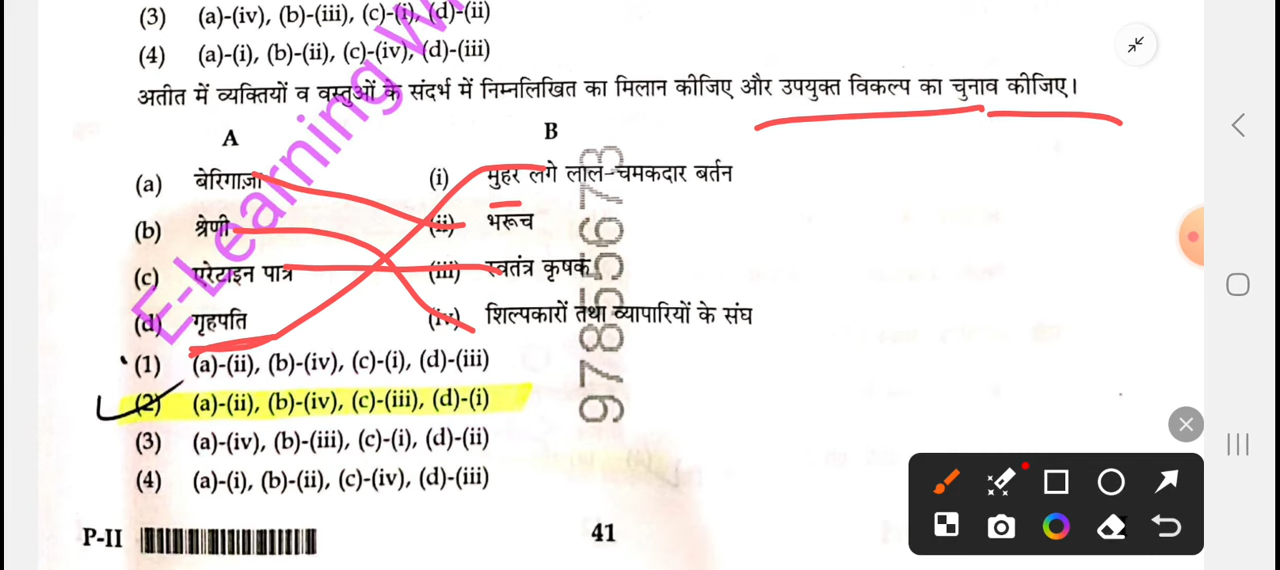 (3) (a)-(iv), (b)-(iii), (c)-(i), (d)-(ii)
(4) (a)-(i), (b)-(ii), (c)-(iv), (d)-(iii)
अतीत में व्यक्तियों व वस्तुओं के संदर्भ में निम्नलिखित का मिलान कीजिए और उपयुक्त विकल्प का चुनाव कीजिए।
A B
(a) बेरिगाज़ा (i) मुहर लगे लाल-चमकदार बर्तन
(b) श्रेणी (ii) भरूच
(c) एरेटाइन पात्र (iii) स्वतंत्र कृषक
(d) गृहपति (iv) शिल्पकारों तथा व्यापारियों के संघ
(1) (a)-(ii), (b)-(iv), (c)-(i), (d)-(iii)
(2) (a)-(ii), (b)-(iv), (c)-(iii), (d)-(i)
(3) (a)-(iv), (b)-(iii), (c)-(i), (d)-(ii)
(4) (a)-(i), (b)-(ii), (c)-(iv), (d)-(iii)
P-II 41
E-Learning
9785556783